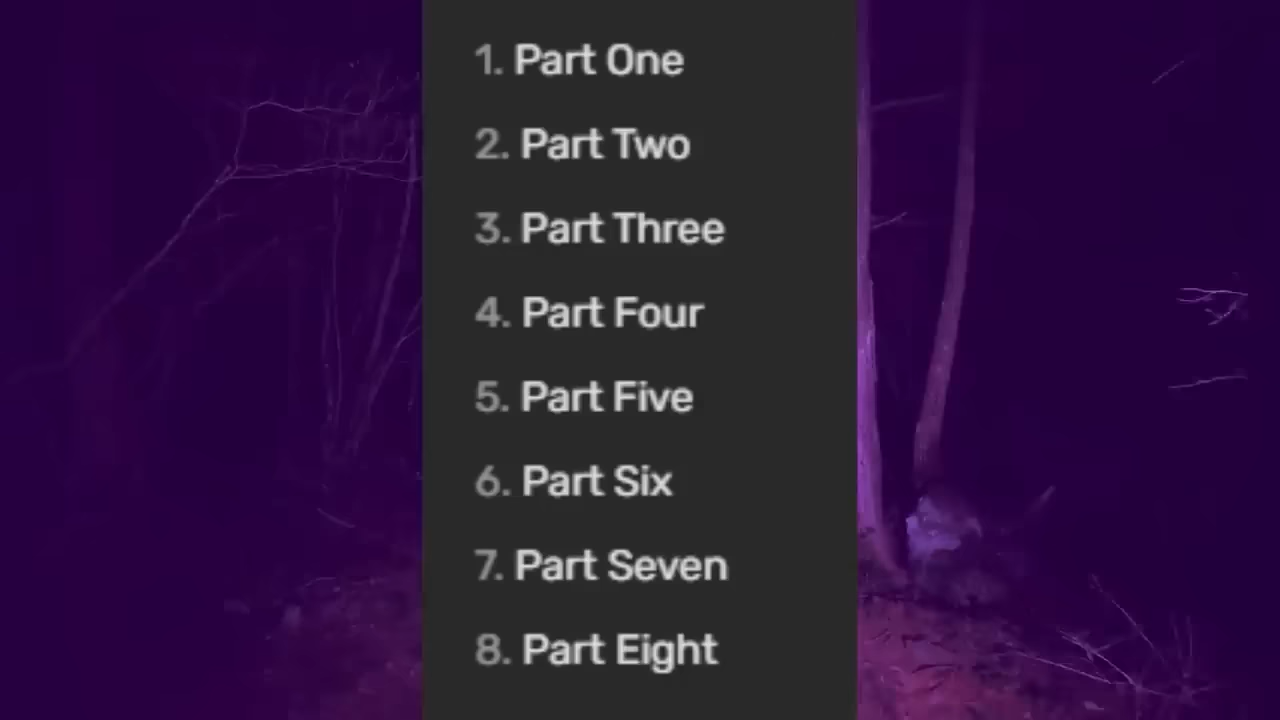 1. Part One
2. Part Two
3. Part Three
4. Part Four
5. Part Five
6. Part Six
7. Part Seven
8. Part Eight